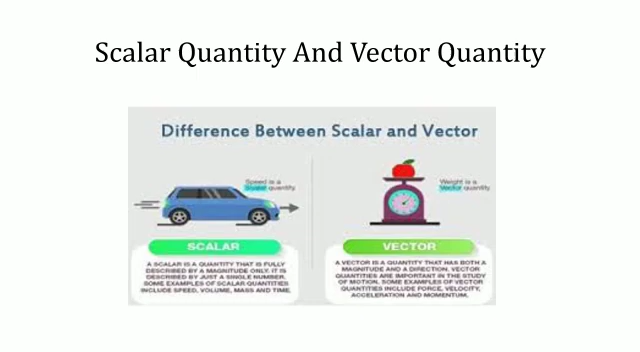 Scalar Quantity And Vector Quantity
Difference Between Scalar and Vector
Speed is a
Scalar quantity
Weight is a
Vector quantity
SCALAR
A SCALAR IS A QUANTITY THAT IS FULLY
DESCRIBED BY A MAGNITUDE ONLY. IT IS
DESCRIBED BY JUST A SINGLE NUMBER.
SOME EXAMPLES OF SCALAR QUANTITIES
INCLUDE SPEED, VOLUME, MASS AND TIME.
VECTOR
A VECTOR IS A QUANTITY THAT HAS BOTH A
MAGNITUDE AND A DIRECTION. VECTOR
QUANTITIES ARE IMPORTANT IN THE STUDY
OF MOTION. SOME EXAMPLES OF VECTOR
QUANTITIES INCLUDE FORCE, VELOCITY,
ACCELERATION AND MOMENTUM.